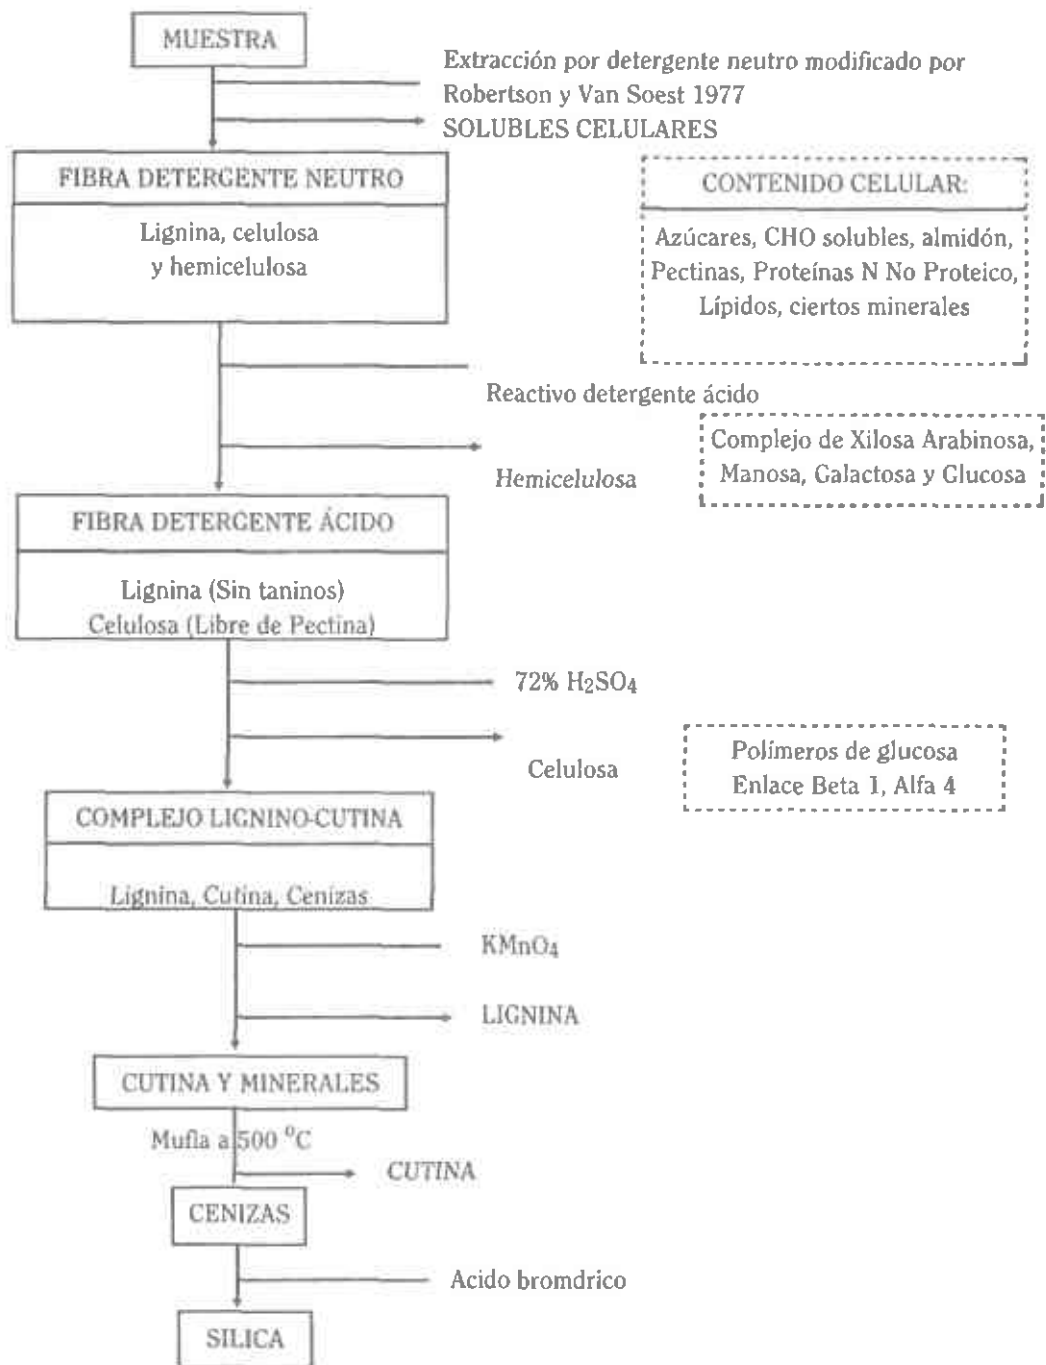 MUESTRA
Extracción por detergente neutro modificado por
Robertson y Van Soest 1977
SOLUBLES CELULARES
FIBRA DETERGENTE NEUTRO
Lignina, celulosa
y hemicelulosa
CONTENIDO CELULAR:
Azúcares, CHO solubles, almidón,
Pectinas, Proteínas N No Proteico,
Lípidos, ciertos minerales
Reactivo detergente ácido
Hemicelulosa
Complejo de Xilosa Arabinosa,
Manosa, Galactosa y Glucosa
FIBRA DETERGENTE ÁCIDO
Lignina (Sin taninos)
Celulosa (Libre de Pectina)
72% H₂SO₄
Celulosa
Polímeros de glucosa
Enlace Beta 1, Alfa 4
COMPLEJO LIGNINO-CUTINA
Lignina, Cutina, Cenizas
KMnO₄
LIGNINA
CUTINA Y MINERALES
Mufla a 500 ⁰C
CUTINA
CENIZAS
Acido bromdrico
SILICA